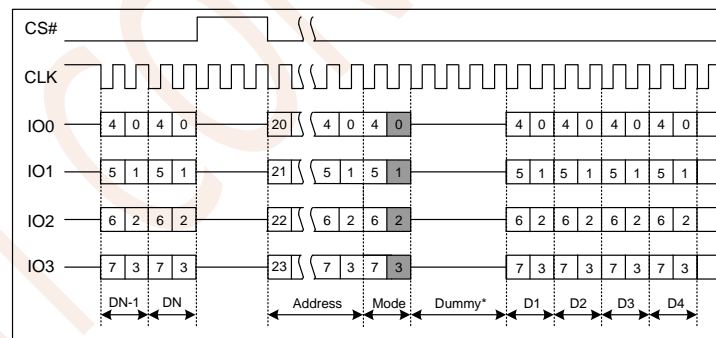 CS#
CLK
IO0 4 0 4 0 20 4 0 4 0 4 0 4 0 4 0 4 0
IO1 5 1 5 1 21 5 1 5 1 5 1 5 1 5 1 5 1
IO2 6 2 6 2 22 6 2 6 2 6 2 6 2 6 2 6 2
IO3 7 3 7 3 23 7 3 7 3 7 3 7 3 7 3 7 3
DN-1 DN Address Mode Dummy* D1 D2 D3 D4